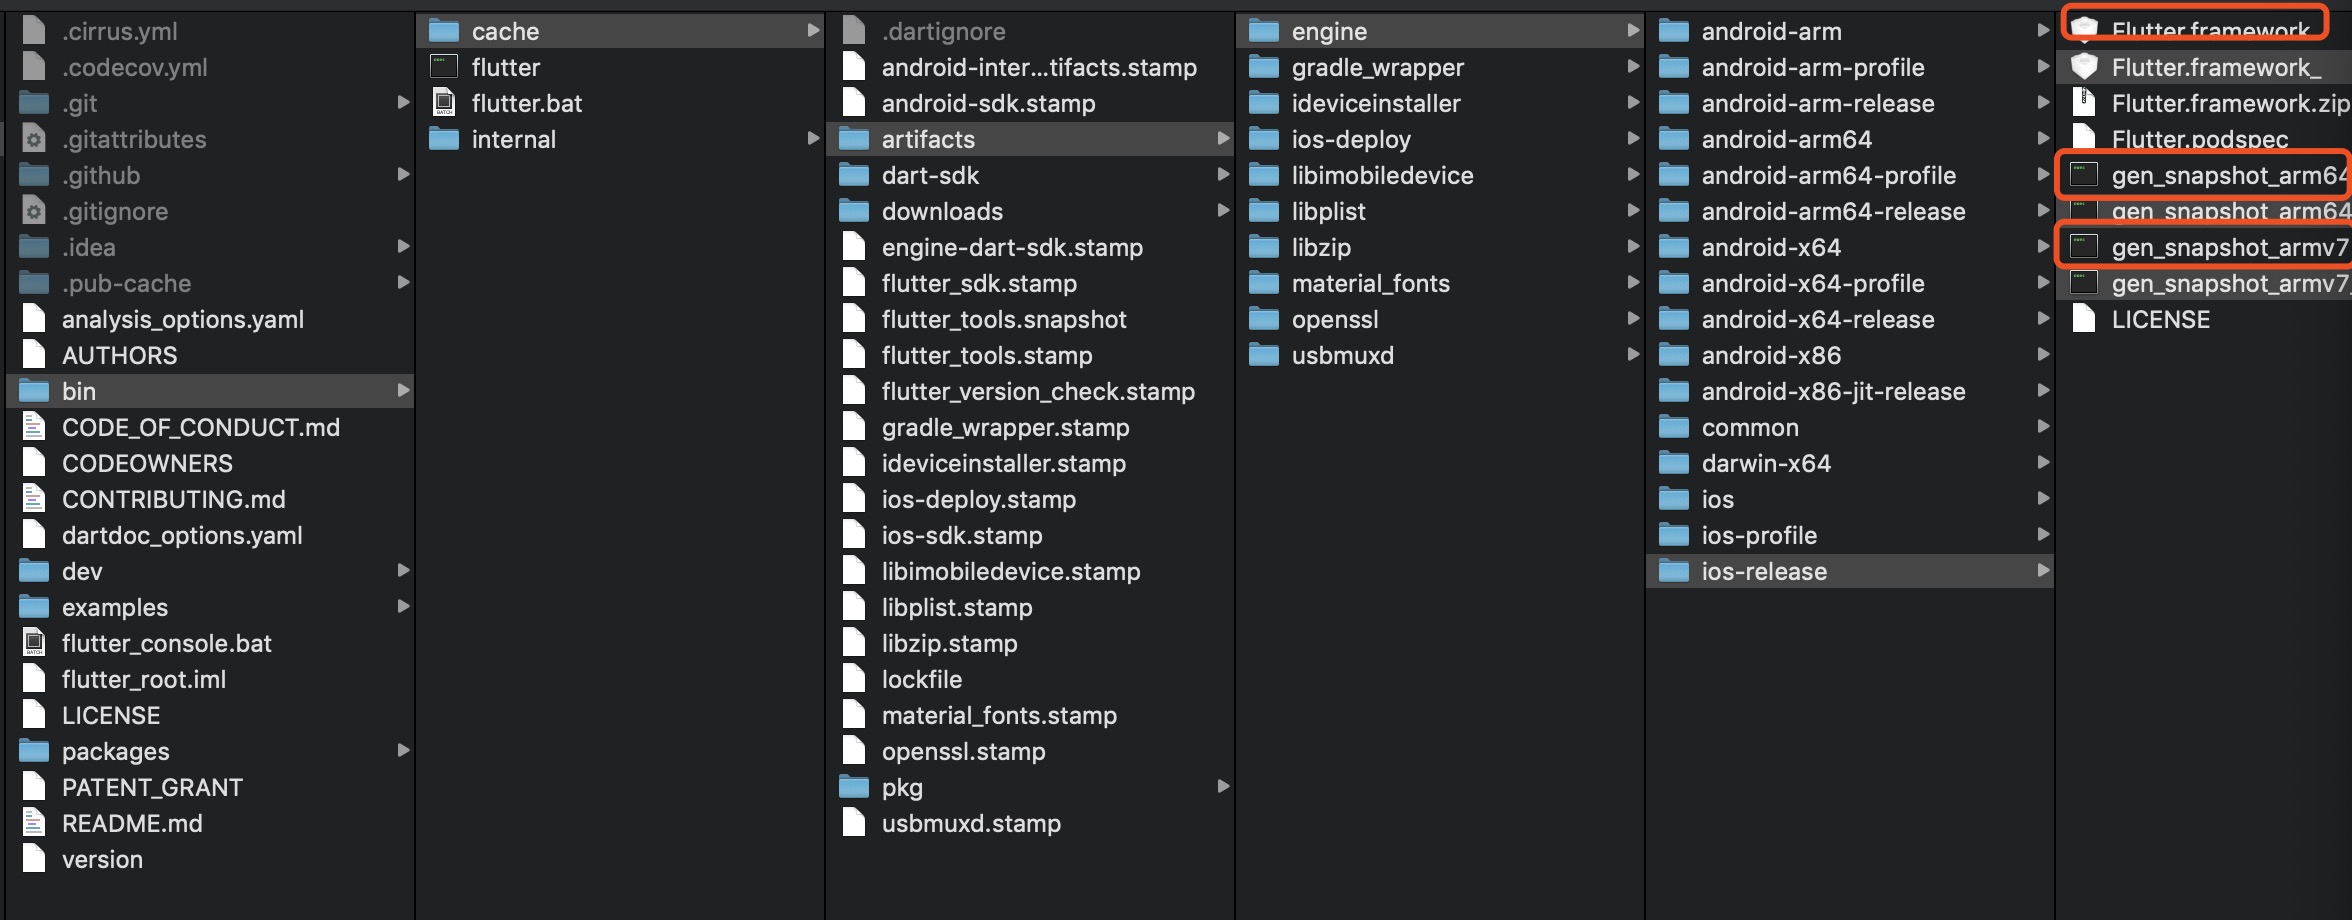 .cirrus.yml
.codecov.yml
.git
.gitattributes
.github
.gitignore
.idea
.pub-cache
analysis_options.yaml
AUTHORS
bin
CODE_OF_CONDUCT.md
CODEOWNERS
CONTRIBUTING.md
dartdoc_options.yaml
dev
examples
flutter_console.bat
flutter_root.iml
LICENSE
packages
PATENT_GRANT
README.md
version
cache
flutter
flutter.bat
internal
.dartignore
android-inter...tifacts.stamp
android-sdk.stamp
artifacts
dart-sdk
downloads
engine-dart-sdk.stamp
flutter_sdk.stamp
flutter_tools.snapshot
flutter_tools.stamp
flutter_version_check.stamp
gradle_wrapper.stamp
ideviceinstaller.stamp
ios-deploy.stamp
ios-sdk.stamp
libimobiledevice.stamp
libplist.stamp
libzip.stamp
lockfile
material_fonts.stamp
openssl.stamp
pkg
usbmuxd.stamp
engine
gradle_wrapper
ideviceinstaller
ios-deploy
libimobiledevice
libplist
libzip
material_fonts
openssl
usbmuxd
android-arm
android-arm-profile
android-arm-release
android-arm64
android-arm64-profile
android-arm64-release
android-x64
android-x64-profile
android-x64-release
android-x86
android-x86-jit-release
common
darwin-x64
ios
ios-profile
ios-release
Flutter.framework
Flutter.framework_
Flutter.framework.zip
Flutter.podspec
gen_snapshot_arm64
gen_snapshot_arm64
gen_snapshot_armv7
gen_snapshot_armv7_
LICENSE